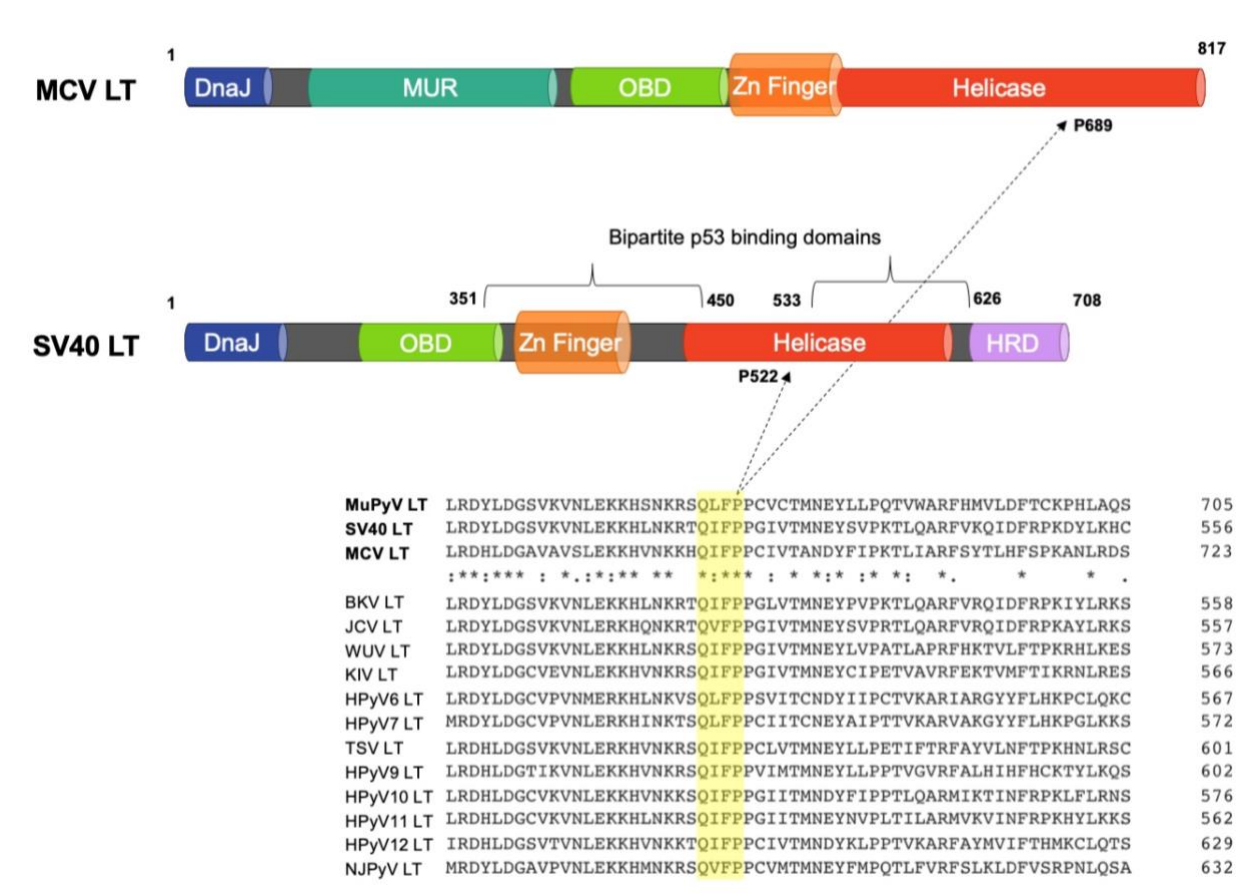 1
817
MCV LT
DnaJ
MUR
OBD
Zn Finger
Helicase
P689
Bipartite p53 binding domains
1
351
450
533
626
708
SV40 LT
DnaJ
OBD
Zn Finger
Helicase
HRD
P522
MuPyV LT LRDYLDGSVKVNLEKKHSNKRSQLFPPCVCTMNEYLLPQTVWARFHMVLDFTCKPHLAQS 705
SV40 LT LRDYLDGSVKVNLEKKHLNKRTQIFPPGIVTMNEYSVPKTLQARFVKQIDFRPKDYLKHC 556
MCV LT LRDHLDGAVAVSLEKKHVNKKHQIFPPCIVTANDYFIPKTLIARFSYTLHFSPKANLRDS 723
:**:*** : *.:*:** ** *:*** : * *:* :* *: *. * * .
BKV LT LRDYLDGSVKVNLEKKHLNKRTQIFPPGLVTMNEYPVPKTLQARFVRQIDFRPKIYLRKS 558
JCV LT LRDYLDGSVKVNLERKHQNKRTQVFPPGIVTMNEYSVPRTLQARFVRQIDFRPKAYLRKS 557
WUV LT LRDYLDGSVKVNLEKKHLNKRSQIFPPGIVTMNEYLVPATLAPRFHKTVLFTPKRHLKES 573
KIV LT LRDYLDGCVEVNLEKKHLNKRSQIFPPGIVTMNEYCIPETVAVRFEKTVMFTIKRNLRES 566
HPyV6 LT LRDYLDGCVPVNMERKHLNKVSQLFPPSVITCNDYIIPCTVKARIARGYYFLHKPCLQKC 567
HPyV7 LT MRDYLDGCVPVNLERKHINKTSQLFPPCIITCNEYAIPTTVKARVAKGYYFLHKPGLKKS 572
TSV LT LRDHLDGSVKVNLERKHVNKRSQIFPPCLVTMNEYLLPETIFTRFAYVLNFTPKHNLRSC 601
HPyV9 LT LRDHLDGTIKVNLEKKHVNKRSQIFPPVIMTMNEYLLPPTVGVRFALHIHFHCKTYLKQS 602
HPyV10 LT LRDHLDGCVKVNLEKKHVNKKSQIFPPGIITMNDYFIPPTLQARMIKTINFRPKLFLRNS 576
HPyV11 LT LRDHLDGCVKVNLEKKHLNKRSQIFPPGIITMNEYNVPLTILARMVKVINFRPKHYLKKS 562
HPyV12 LT IRDHLDGSVTVNLEKKHVNKKTQIFPPCIVTMNDYKLPPTVKARFAYMVIFTHMKCLQTS 629
NJPyV LT MRDYLDGAVPVNLEKKHMNKRSQVFPPCVMTMNEYFMPQTLFVRFSLKLDFVSRPNLQSA 632